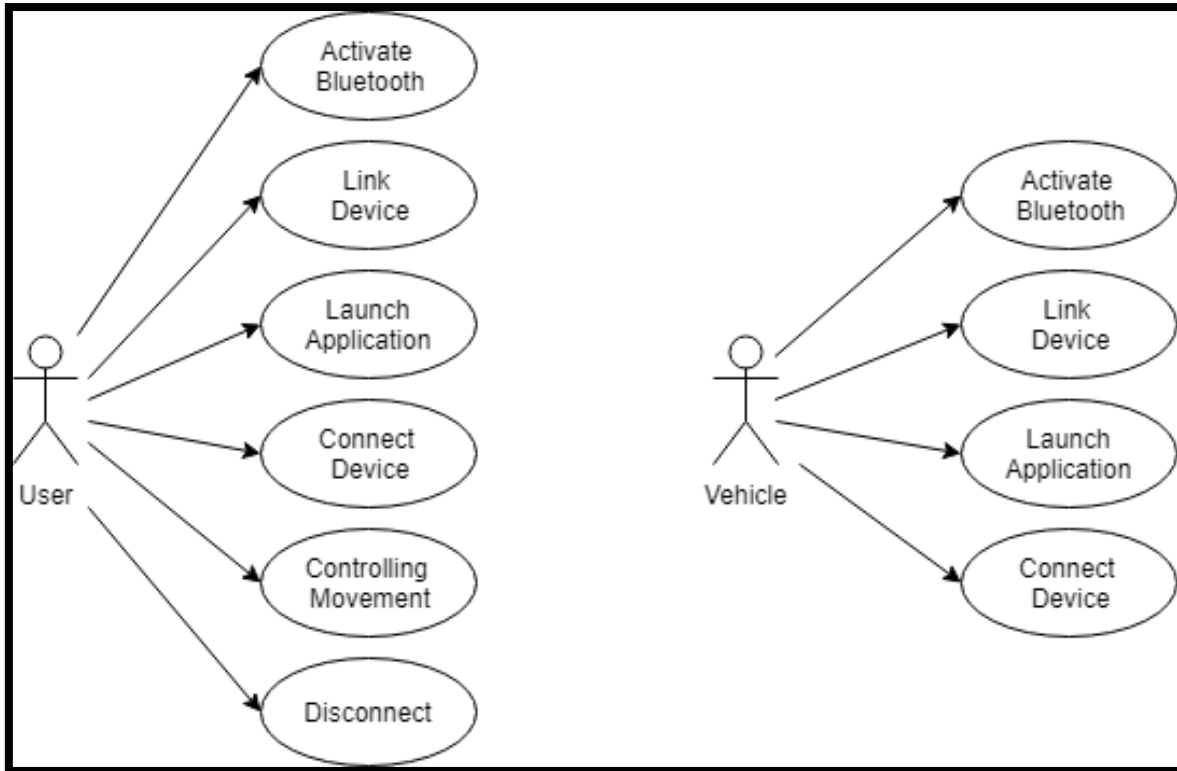 Activate
Bluetooth
Link
Device
Launch
Application
Connect
Device
Controlling
Movement
Disconnect
User
Activate
Bluetooth
Link
Device
Launch
Application
Connect
Device
Vehicle